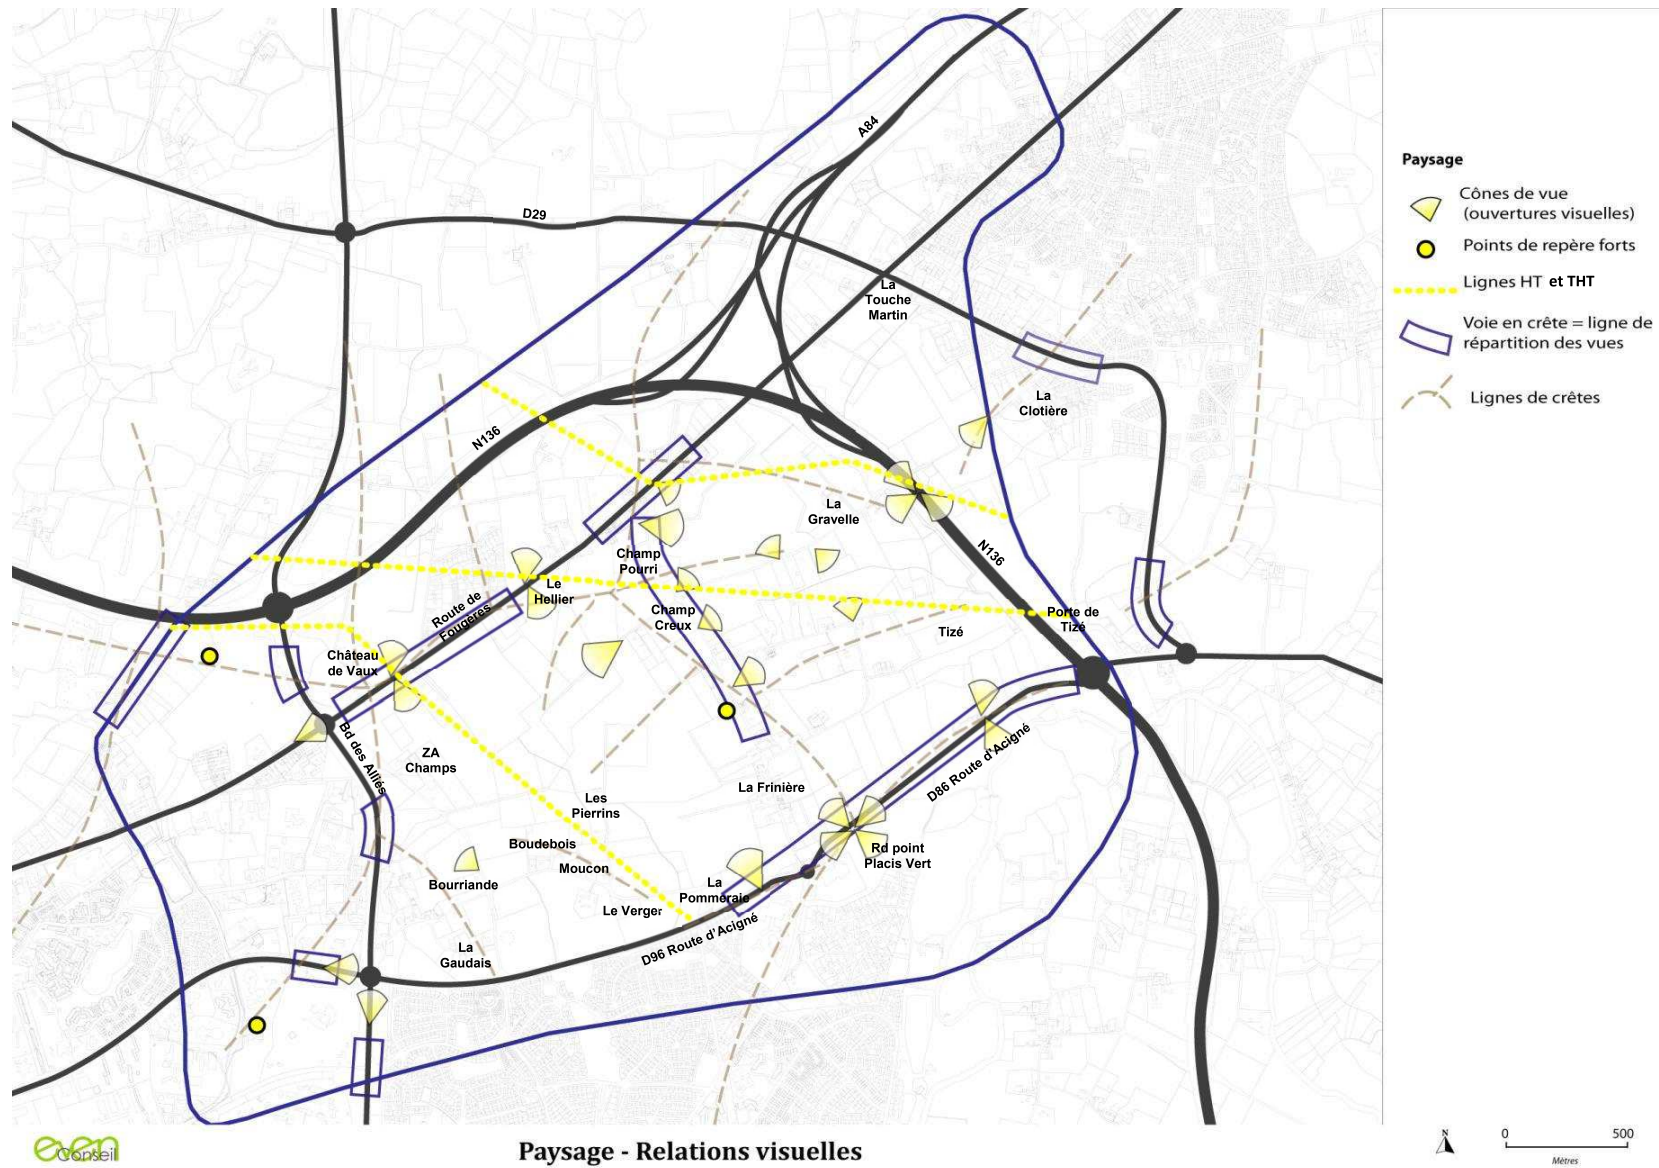 A84
D29
La
Touche
Martin
La
Clotière
N136
La
Gravelle
N136
Champ
Pourri
Le
Hellier
Route de
Fougères
Champ
Creux
Tizé
Porte de
Tizé
Château
de Vaux
Bd des Alliés
ZA
Champs
D86 Route d'Acigné
La Frinière
Les
Pierrins
Boudebois
Moucon
Rd point
Placis Vert
Bourriande
La
Pommeraie
Le Verger
D96 Route d'Acigné
La
Gaudais
Paysage
Cônes de vue
(ouvertures visuelles)
Points de repère forts
Lignes HT et THT
Voie en crête = ligne de
répartition des vues
Lignes de crêtes
even
Conseil
Paysage - Relations visuelles
N
0 500
Mètres